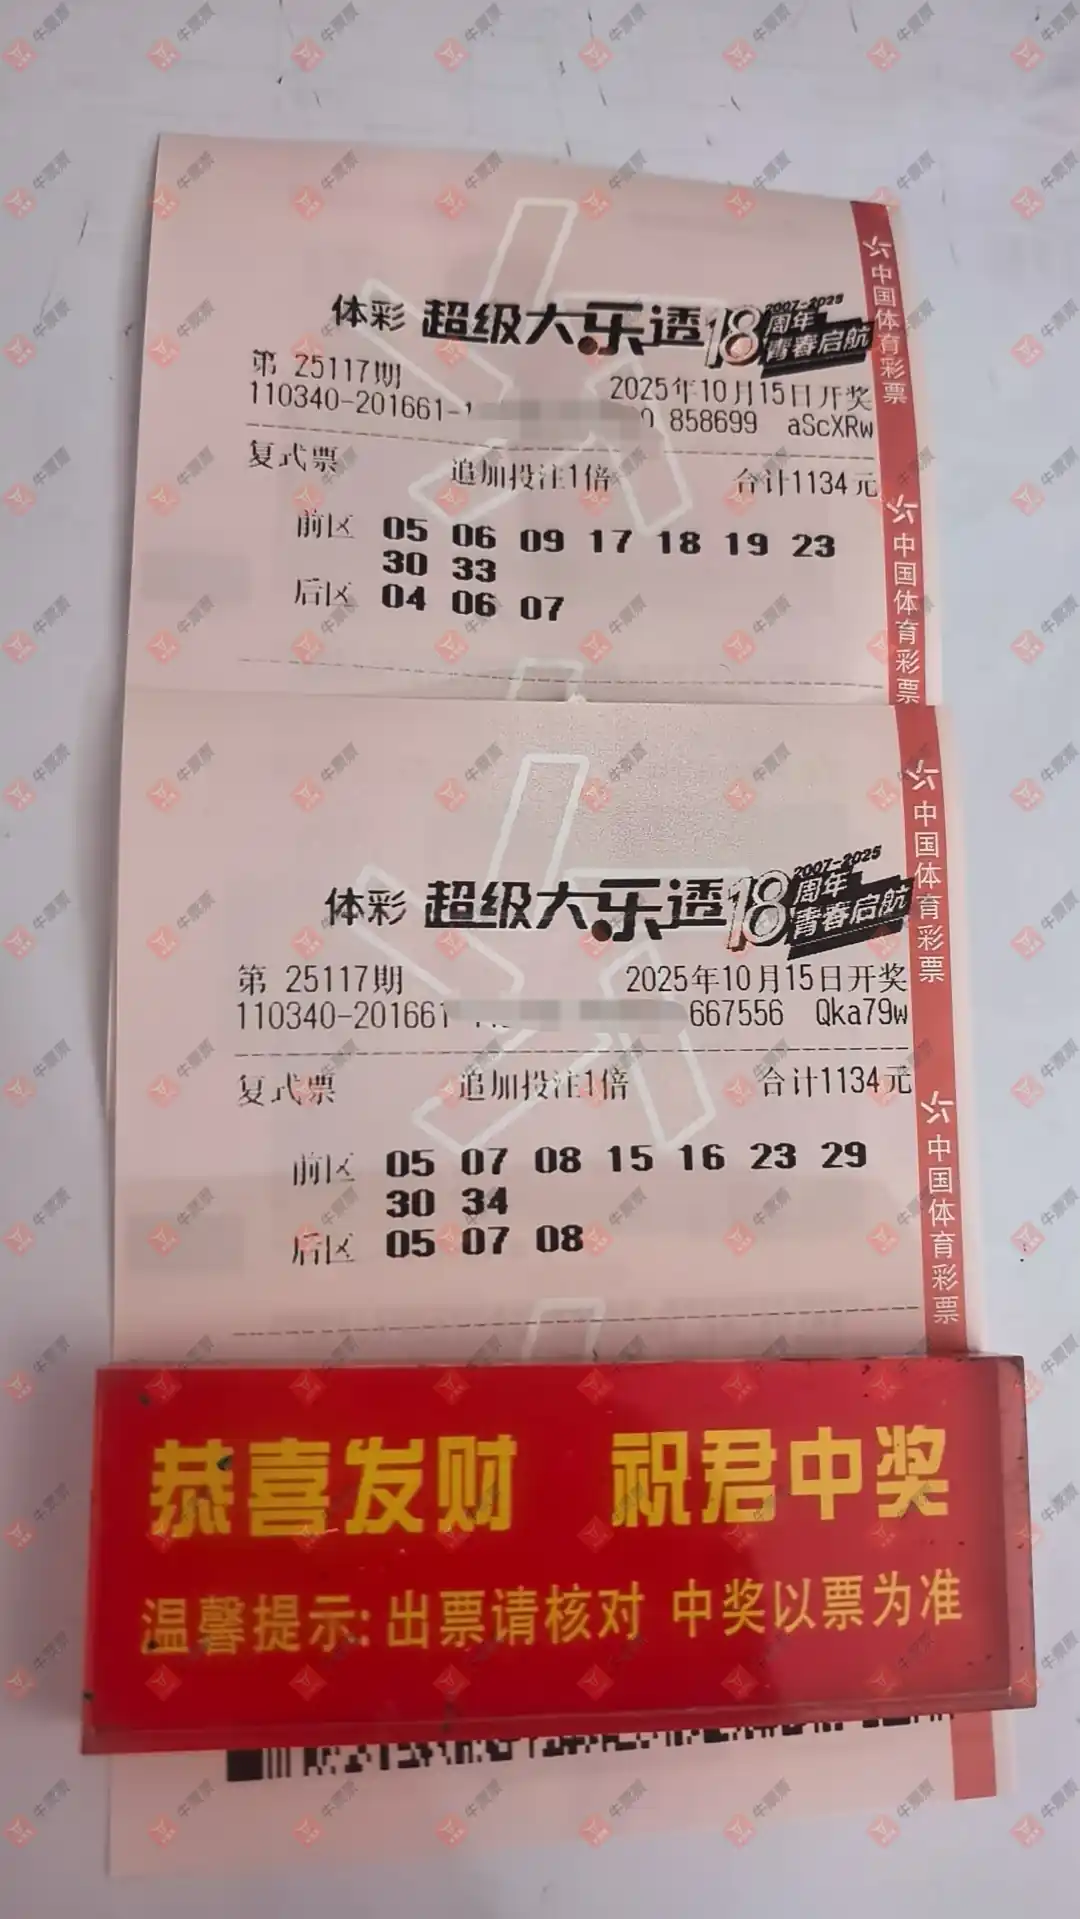 体彩 超级大乐透 18周年 2007-2025 青春启航
第 25117期 2025年10月15日开奖
110340-201661-1 0 858699 aScXRw
复式票 追加投注1倍 合计1134元
前区 05 06 09 17 18 19 23
30 33
后区 04 06 07
中国体育彩票
中国体育彩票
体彩 超级大乐透 18周年 2007-2025 青春启航
第 25117期 2025年10月15日开奖
110340-201661 667556 Qka79w
复式票 追加投注1倍 合计1134元
前区 05 07 08 15 16 23 29
30 34
后区 05 07 08
中国体育彩票
中国体育彩票
恭喜发财 祝君中奖
温馨提示:出票请核对 中奖以票为准
牛票票